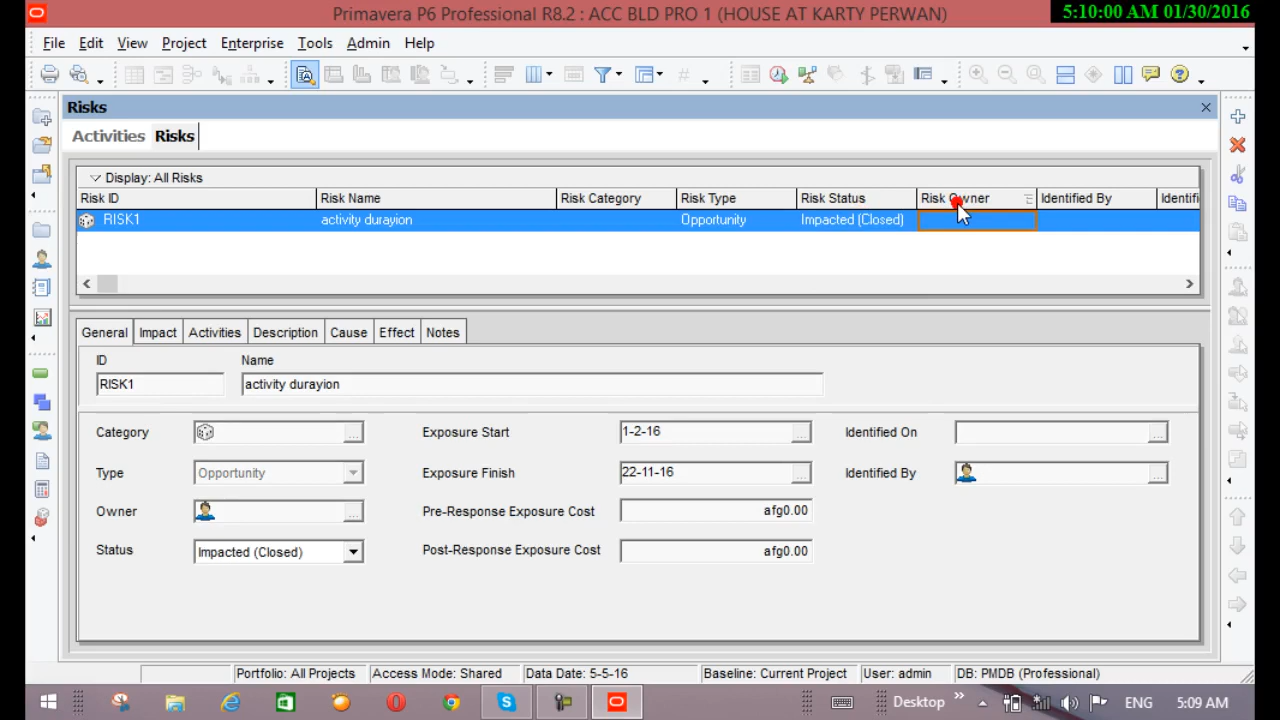 Primavera P6 Professional R8.2 : ACC BLD PRO 1 (HOUSE AT KARTY PERWAN)
5:10:00 AM 01/30/2016
File Edit View Project Enterprise Tools Admin Help
Risks
Activities Risks
Display: All Risks
Risk ID Risk Name Risk Category Risk Type Risk Status Risk Owner Identified By Identifi
RISK1 activity durayion Opportunity Impacted (Closed)
General Impact Activities Description Cause Effect Notes
ID Name
RISK1 activity durayion
Category Exposure Start 1-2-16 Identified On
Type Opportunity Exposure Finish 22-11-16 Identified By
Owner Pre-Response Exposure Cost afg0.00
Status Impacted (Closed) Post-Response Exposure Cost afg0.00
Portfolio: All Projects Access Mode: Shared Data Date: 5-5-16 Baseline: Current Project User: admin DB: PMDB (Professional)
Desktop ENG 5:09 AM